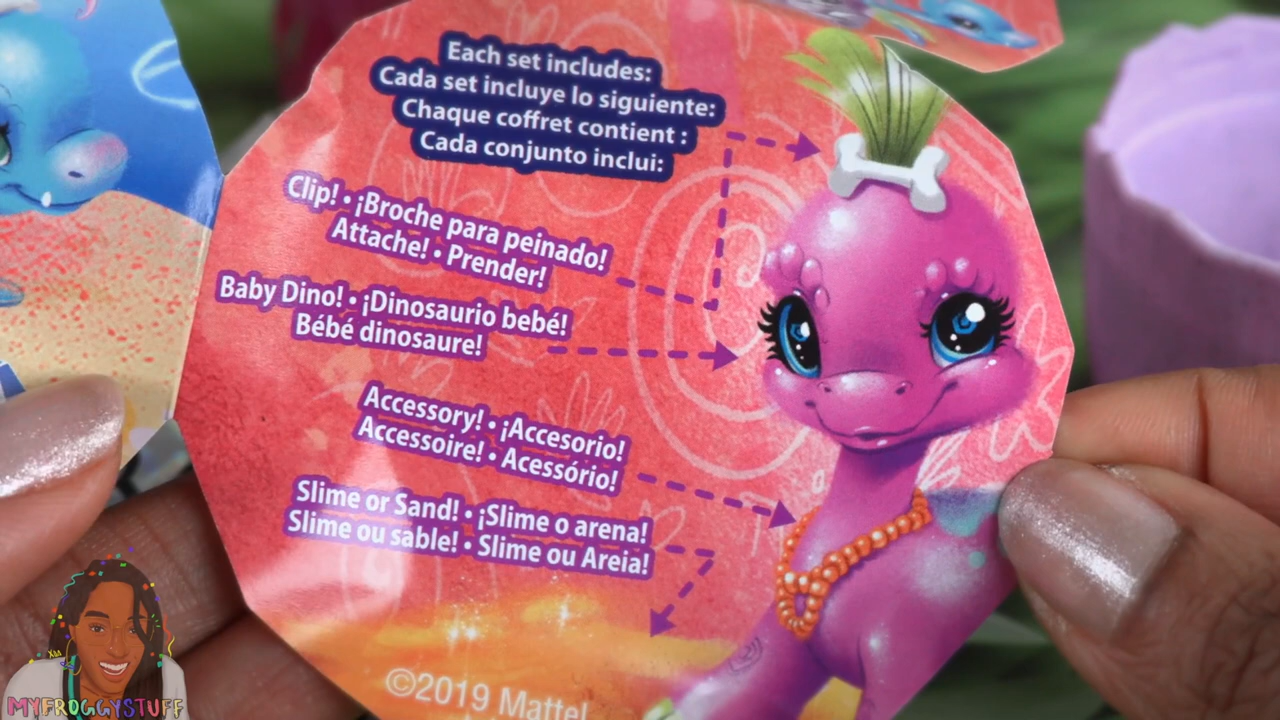 Each set includes:
Cada set incluye lo siguiente:
Chaque coffret contient :
Cada conjunto inclui:
Clip! • ¡Broche para peinado!
Attache! • Prender!
Baby Dino! • ¡Dinosaurio bebé!
Bébé dinosaure!
Accessory! • ¡Accesorio!
Accessoire! • Acessório!
Slime or Sand! • ¡Slime o arena!
Slime ou sable! • Slime ou Areia!
©2019 Mattel
MYFROGGYSTUFF